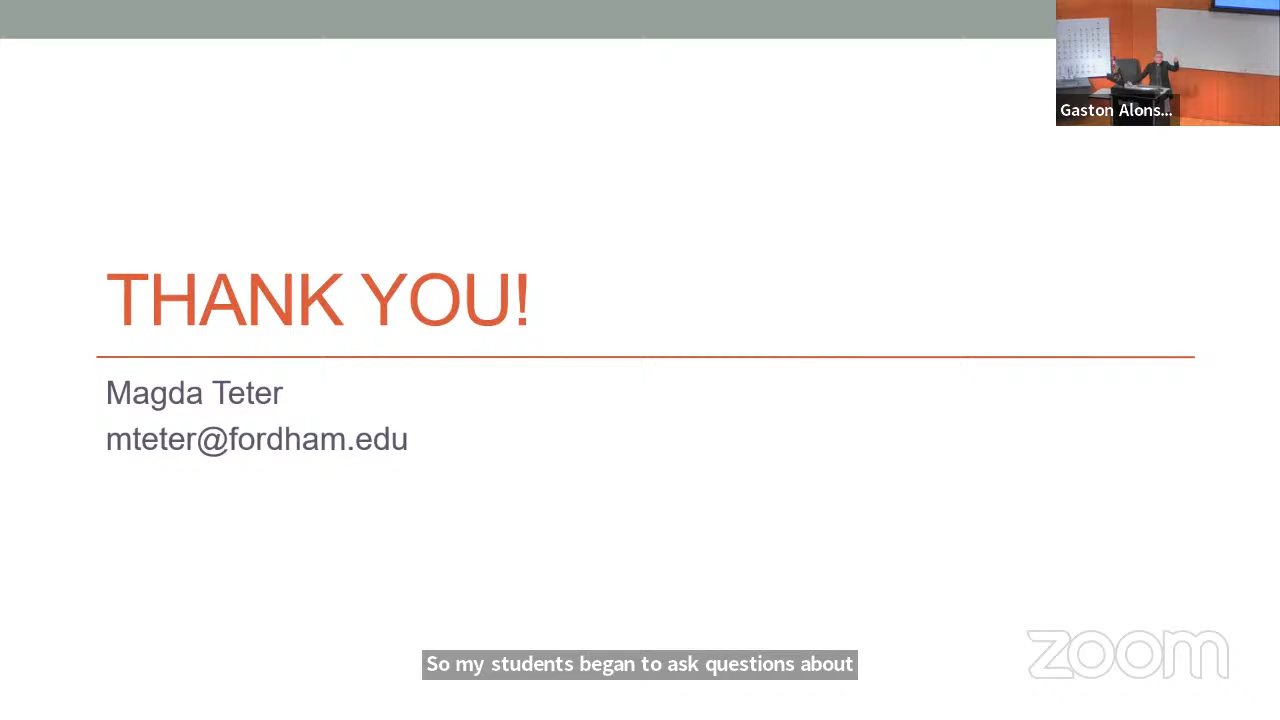 Gaston Alons...
THANK YOU!
Magda Teter
mteter@fordham.edu
So my students began to ask questions about
zoom